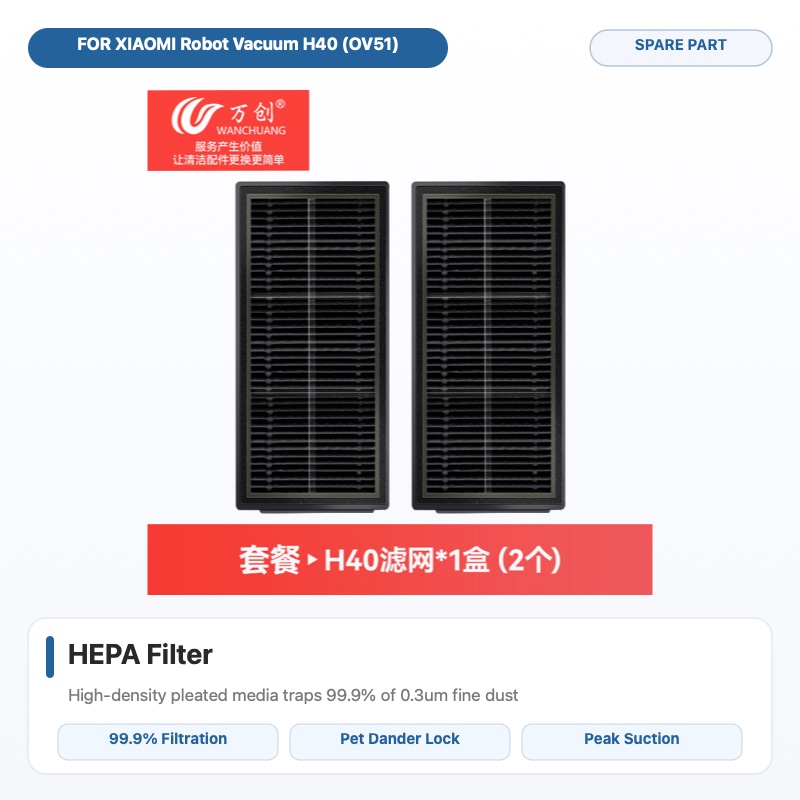 FOR XIAOMI Robot Vacuum H40 (OV51)
SPARE PART
万创®
WANCHUANG
服务产生价值
让清洁配件更换更简单
套餐▸H40滤网*1盒 (2个)
HEPA Filter
High-density pleated media traps 99.9% of 0.3um fine dust
99.9% Filtration
Pet Dander Lock
Peak Suction